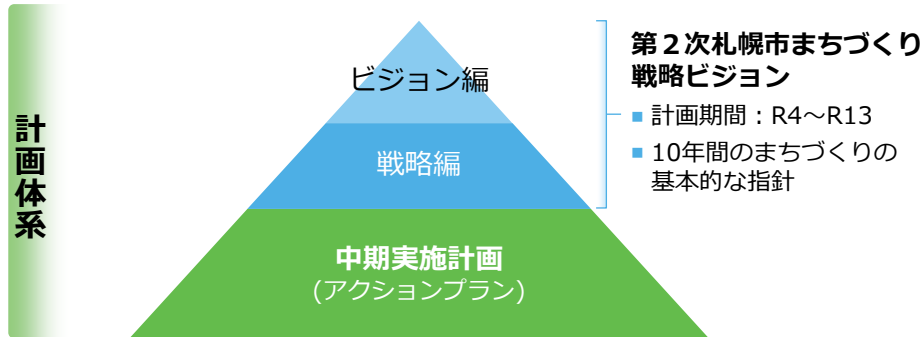 計画体系
ビジョン編
戦略編
中期実施計画
(アクションプラン)
第２次札幌市まちづくり
戦略ビジョン
■ 計画期間：R4～R13
■ 10年間のまちづくりの
基本的な指針